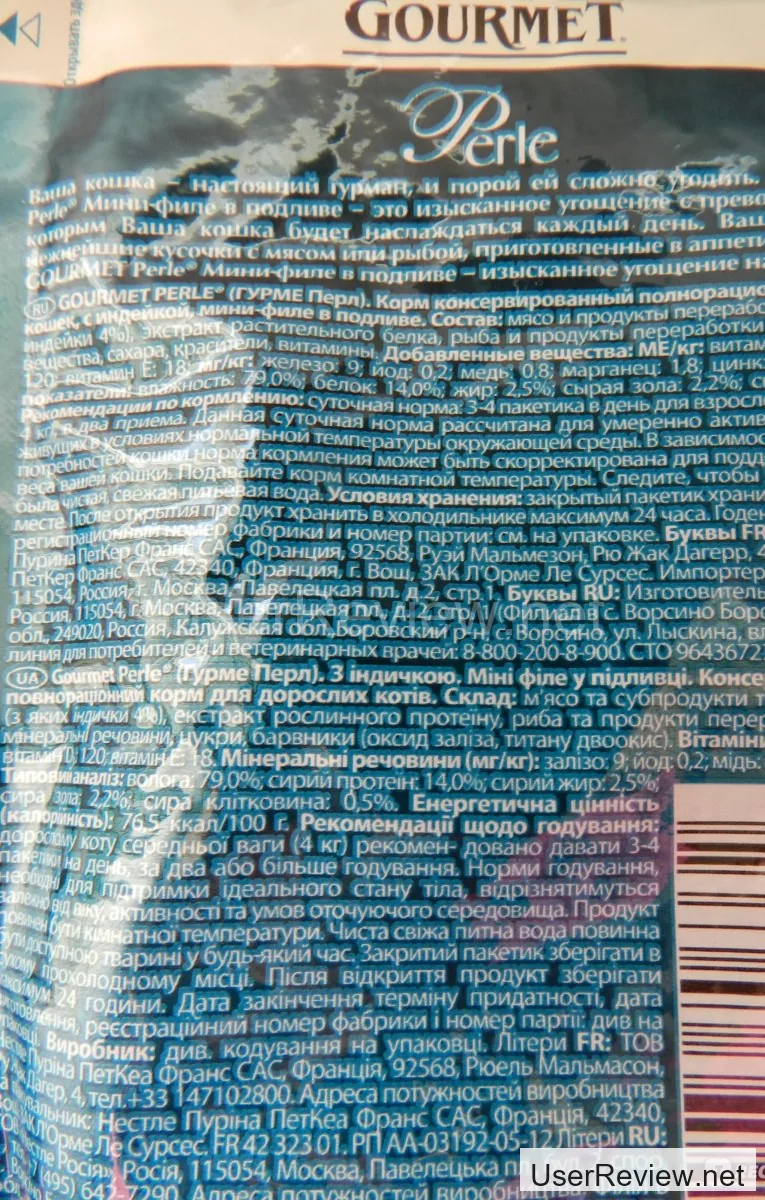 Открывать зде
GOURMET
Perle
Ваша кошка настоящий гурман, и порой ей сложно угодить.
Perle® Мини-филе в подливе – это изысканное угощение с прево
которым Ваша кошка будет наслаждаться каждый день. Ваш
нежнейшие кусочки с мясом или рыбой, приготовленные в аппети
GOURMET Perle® Мини-филе в подливе – изысканное угощение на
RU GOURMET PERLE® (ГУРМЕ Перл). Корм консервированный полнорацио
кошек, с индейкой, мини-филе в подливе. Состав: мясо и продукты перерабо
индейки 4%), экстракт растительного белка, рыба и продукты переработки
вещества, сахара, красители, витамины. Добавленные вещества: МЕ/кг: витам
120; витамин Е: 18; мг/кг: железо: 9; йод: 0,2; медь: 0,8; марганец: 1,8; цинк:
показатели: влажность: 79,0%, белок: 14,0%; жир: 2,5%; сырая зола: 2,2%; с
Рекомендации по кормлению: суточная норма: 3-4 пакетика в день для взросло
4 кг), в два приема. Данная суточная норма рассчитана для умеренно актив
живущих в условиях нормальной температуры окружающей среды. В зависимос
потребностей кошки норма кормления может быть скорректирована для подд
веса вашей кошки. Подавайте корм комнатной температуры. Следите, чтобы
была чистая, свежая питьевая вода. Условия хранения: закрытый пакетик храни
месте. После открытия продукт хранить в холодильнике максимум 24 часа. Годен
регистрационный номер фабрики и номер партии: см. на упаковке. Буквы FR
Пурина ПетКер Франс САС, Франция, 92568, Руэй Мальмезон, Рю Жак Дагерр, 4
ПетКер Франс САС, 42340, Франция, г. Вош, ЗАК Л'Орме Ле Сурсес. Импортер
115054, Россия, г. Москва, Павелецкая пл. д.2, стр.1. Буквы RU: Изготовитель
Россия, 115054, г. Москва, Павелецкая пл. д.2, стр.1 (Филиал в с. Ворсино Боро
обл., 249020, Россия, Калужская обл., Боровский р-н, с. Ворсино, ул. Лыскина, вл
линия для потребителей и ветеринарных врачей: 8-800-200-8-900. СТО 96436727
UA Gourmet Perle® (Гурме Перл). З індичкою. Міні філе у підливці. Консе
повнораціонний корм для дорослих котів. Склад: м'ясо та субпродукти т
(з яких індички 4%), екстракт рослинного протеїну, риба та продукти перер
мінеральні речовини, цукри, барвники (оксид заліза, титану двоокис). Вітаміни
вітамін D: 120; вітамін Е: 18. Мінеральні речовини (мг/кг): залізо: 9; йод: 0,2; мідь:
Типовий аналіз: волога: 79,0%; сирий протеїн: 14,0%; сирий жир: 2,5%;
сира зола: 2,2%; сира клітковина: 0,5%. Енергетична цінність
(калорійність): 76,5 ккал/100 г. Рекомендації щодо годування:
дорослому коту середньої ваги (4 кг) рекомен- довано давати 3-4
пакетики на день, за два або більше годування. Норми годування,
необхідні для підтримки ідеального стану тіла, відрізнятимуться
залежно від віку, активності та умов оточуючого середовища. Продукт
повинен бути кімнатної температури. Чиста свіжа питна вода повинна
бути доступною тварині у будь-який час. Закритий пакетик зберігати в
сухому, прохолодному місці. Після відкриття продукт зберігати
максимум 24 години. Дата закінчення терміну придатності, дата
виготовлення, реєстраційний номер фабрики і номер партії: див на
упаковці. Виробник: див. кодування на упаковці. Літери FR: ТОВ
Нестле Пуріна ПетКеа Франс САС, Франція, 92568, Рюель Мальмасон,
Дагер, 4, тел.+33 147102800. Адреса потужностей виробництва
Нестле Пуріна ПетКеа Франс САС, Франція, 42340,
ЗАК Л'Орме Ле Сурсес. FR 42 323 01. РП АА-03192-05-12 Літери RU:
Росія» Росія, 115054, Москва, Павелецька пл
(495) 642-7290. Адреса потужностей виробництва
UserReview.net